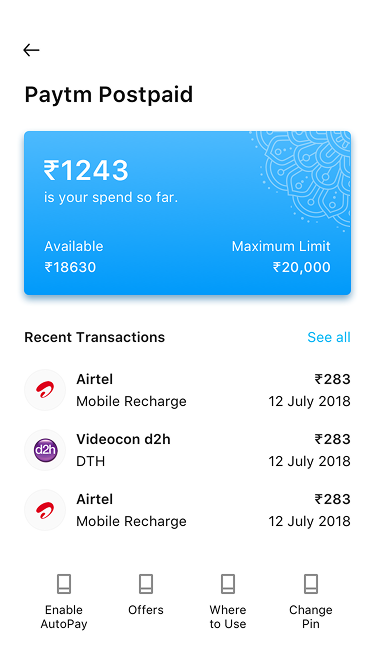 Paytm Postpaid
₹1243
is your spend so far.
Available Maximum Limit
₹18630 ₹20,000
Recent Transactions See all
Airtel ₹283
Mobile Recharge 12 July 2018
d2h
Videocon d2h ₹283
DTH 12 July 2018
Airtel ₹283
Mobile Recharge 12 July 2018
Enable Offers Where Change
AutoPay to Use Pin